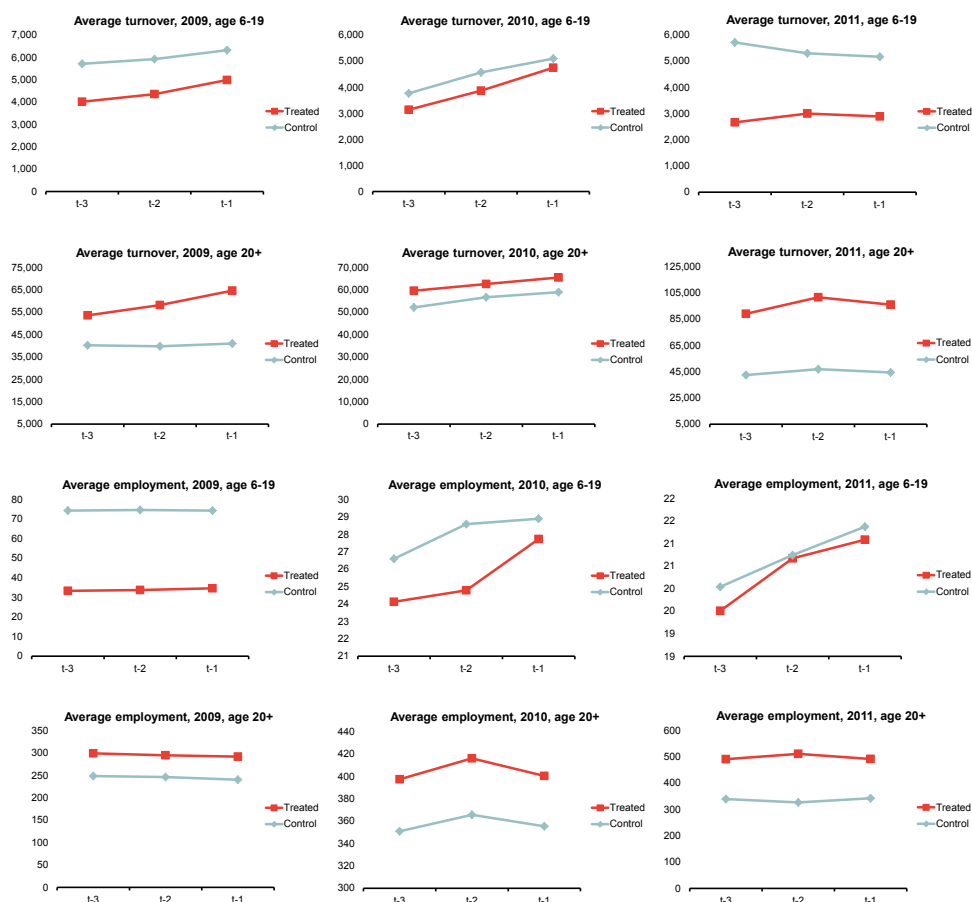 Average turnover, 2009, age 6-19
7,000
6,000
5,000
4,000
3,000
2,000
1,000
0
t-3 t-2 t-1
Treated
Control
Average turnover, 2010, age 6-19
6,000
5,000
4,000
3,000
2,000
1,000
0
t-3 t-2 t-1
Treated
Control
Average turnover, 2011, age 6-19
6,000
5,000
4,000
3,000
2,000
1,000
0
t-3 t-2 t-1
Treated
Control
Average turnover, 2009, age 20+
75,000
65,000
55,000
45,000
35,000
25,000
15,000
5,000
t-3 t-2 t-1
Treated
Control
Average turnover, 2010, age 20+
70,000
60,000
50,000
40,000
30,000
20,000
10,000
0
t-3 t-2 t-1
Treated
Control
Average turnover, 2011, age 20+
125,000
105,000
85,000
65,000
45,000
25,000
5,000
t-3 t-2 t-1
Treated
Control
Average employment, 2009, age 6-19
80
70
60
50
40
30
20
10
0
t-3 t-2 t-1
Treated
Control
Average employment, 2010, age 6-19
30
29
28
27
26
25
24
23
22
21
t-3 t-2 t-1
Treated
Control
Average employment, 2011, age 6-19
22
22
21
21
20
20
19
19
t-3 t-2 t-1
Treated
Control
Average employment, 2009, age 20+
350
300
250
200
150
100
50
0
t-3 t-2 t-1
Treated
Control
Average employment, 2010, age 20+
440
420
400
380
360
340
320
300
t-3 t-2 t-1
Treated
Control
Average employment, 2011, age 20+
600
500
400
300
200
100
0
t-3 t-2 t-1
Treated
Control